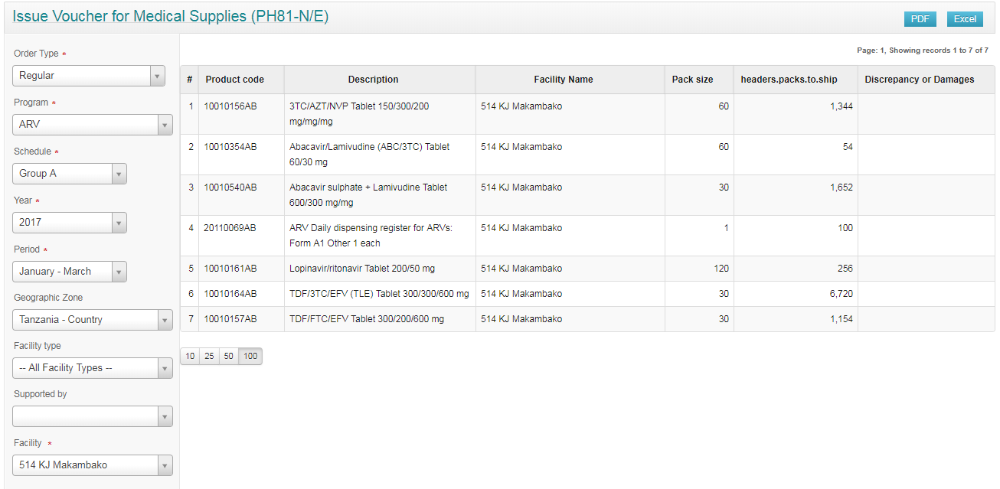 Issue Voucher for Medical Supplies (PH81-N/E)
PDF Excel
Order Type *
Regular
Program *
ARV
Schedule *
Group A
Year *
2017
Period *
January - March
Geographic Zone
Tanzania - Country
Facility type
-- All Facility Types --
Supported by
Facility *
514 KJ Makambako
Page: 1, Showing records 1 to 7 of 7
# Product code Description Facility Name Pack size headers.packs.to.ship Discrepancy or Damages
1 10010156AB 3TC/AZT/NVP Tablet 150/300/200 514 KJ Makambako 60 1,344
mg/mg/mg
2 10010354AB Abacavir/Lamivudine (ABC/3TC) Tablet 514 KJ Makambako 60 54
60/30 mg
3 10010540AB Abacavir sulphate + Lamivudine Tablet 514 KJ Makambako 30 1,652
600/300 mg/mg
4 20110069AB ARV Daily dispensing register for ARVs: 514 KJ Makambako 1 100
Form A1 Other 1 each
5 10010161AB Lopinavir/ritonavir Tablet 200/50 mg 514 KJ Makambako 120 256
6 10010164AB TDF/3TC/EFV (TLE) Tablet 300/300/600 mg 514 KJ Makambako 30 6,720
7 10010157AB TDF/FTC/EFV Tablet 300/200/600 mg 514 KJ Makambako 30 1,154
10 25 50 100